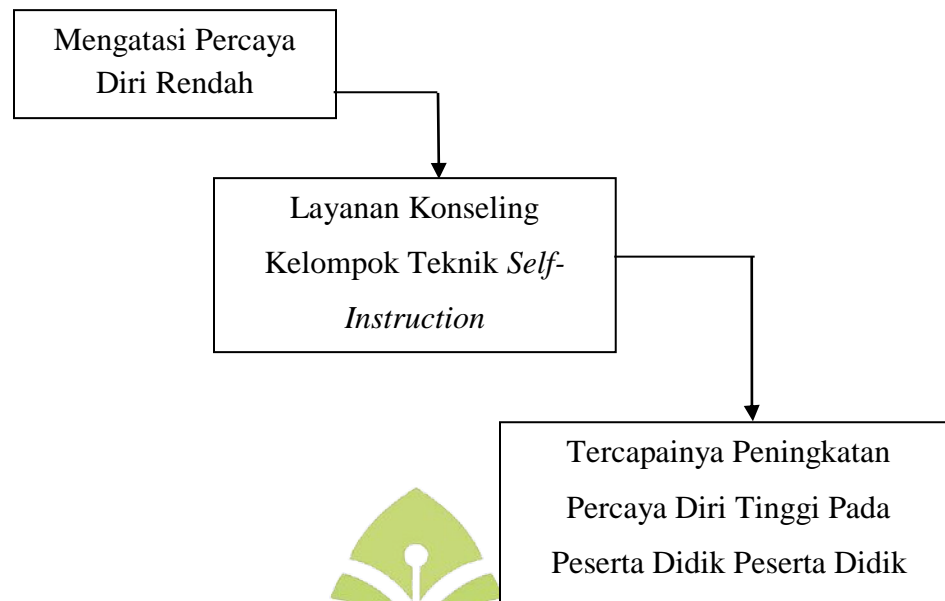 Mengatasi Percaya
Diri Rendah
Layanan Konseling
Kelompok Teknik Self-
Instruction
Tercapainya Peningkatan
Percaya Diri Tinggi Pada
Peserta Didik Peserta Didik